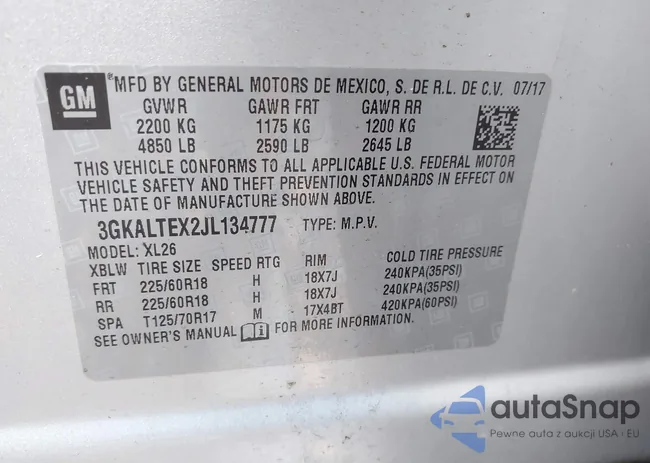 GM
®MFD BY GENERAL MOTORS DE MEXICO, S. DE R.L. DE C.V. 07/17
GVWR GAWR FRT GAWR RR
2200 KG 1175 KG 1200 KG
4850 LB 2590 LB 2645 LB
THIS VEHICLE CONFORMS TO ALL APPLICABLE U.S. FEDERAL MOTOR
VEHICLE SAFETY AND THEFT PREVENTION STANDARDS IN EFFECT ON
THE DATE OF MANUFACTURE SHOWN ABOVE.
3GKALTEX2JL134777 TYPE: M.P.V.
MODEL: XL26
XBLW TIRE SIZE SPEED RTG RIM COLD TIRE PRESSURE
FRT 225/60R18 H 18X7J 240KPA(35PSI)
RR 225/60R18 H 18X7J 240KPA(35PSI)
SPA T125/70R17 M 17X4BT 420KPA(60PSI)
SEE OWNER'S MANUAL i FOR MORE INFORMATION.
autaSnap
Pewne auta z aukcji USA i EU